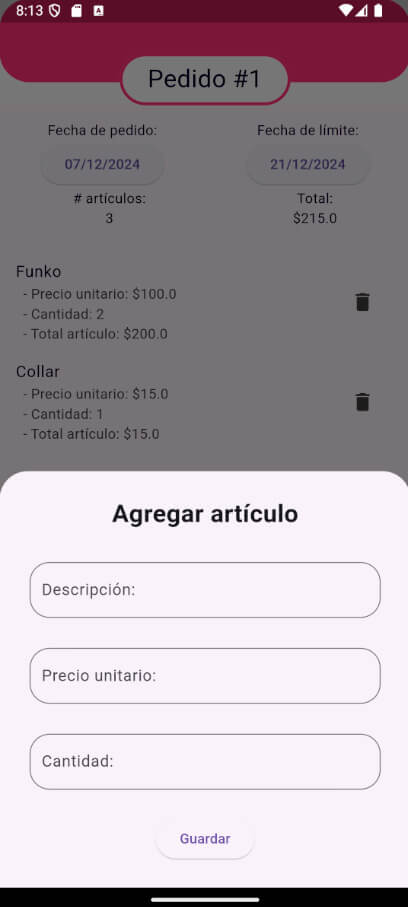 8:13
Pedido #1
Fecha de pedido:
Fecha de límite:
07/12/2024
21/12/2024
# artículos:
Total:
3
$215.0
Funko
- Precio unitario: $100.0
- Cantidad: 2
- Total artículo: $200.0
Collar
- Precio unitario: $15.0
- Cantidad: 1
- Total artículo: $15.0
Agregar artículo
Descripción:
Precio unitario:
Cantidad:
Guardar